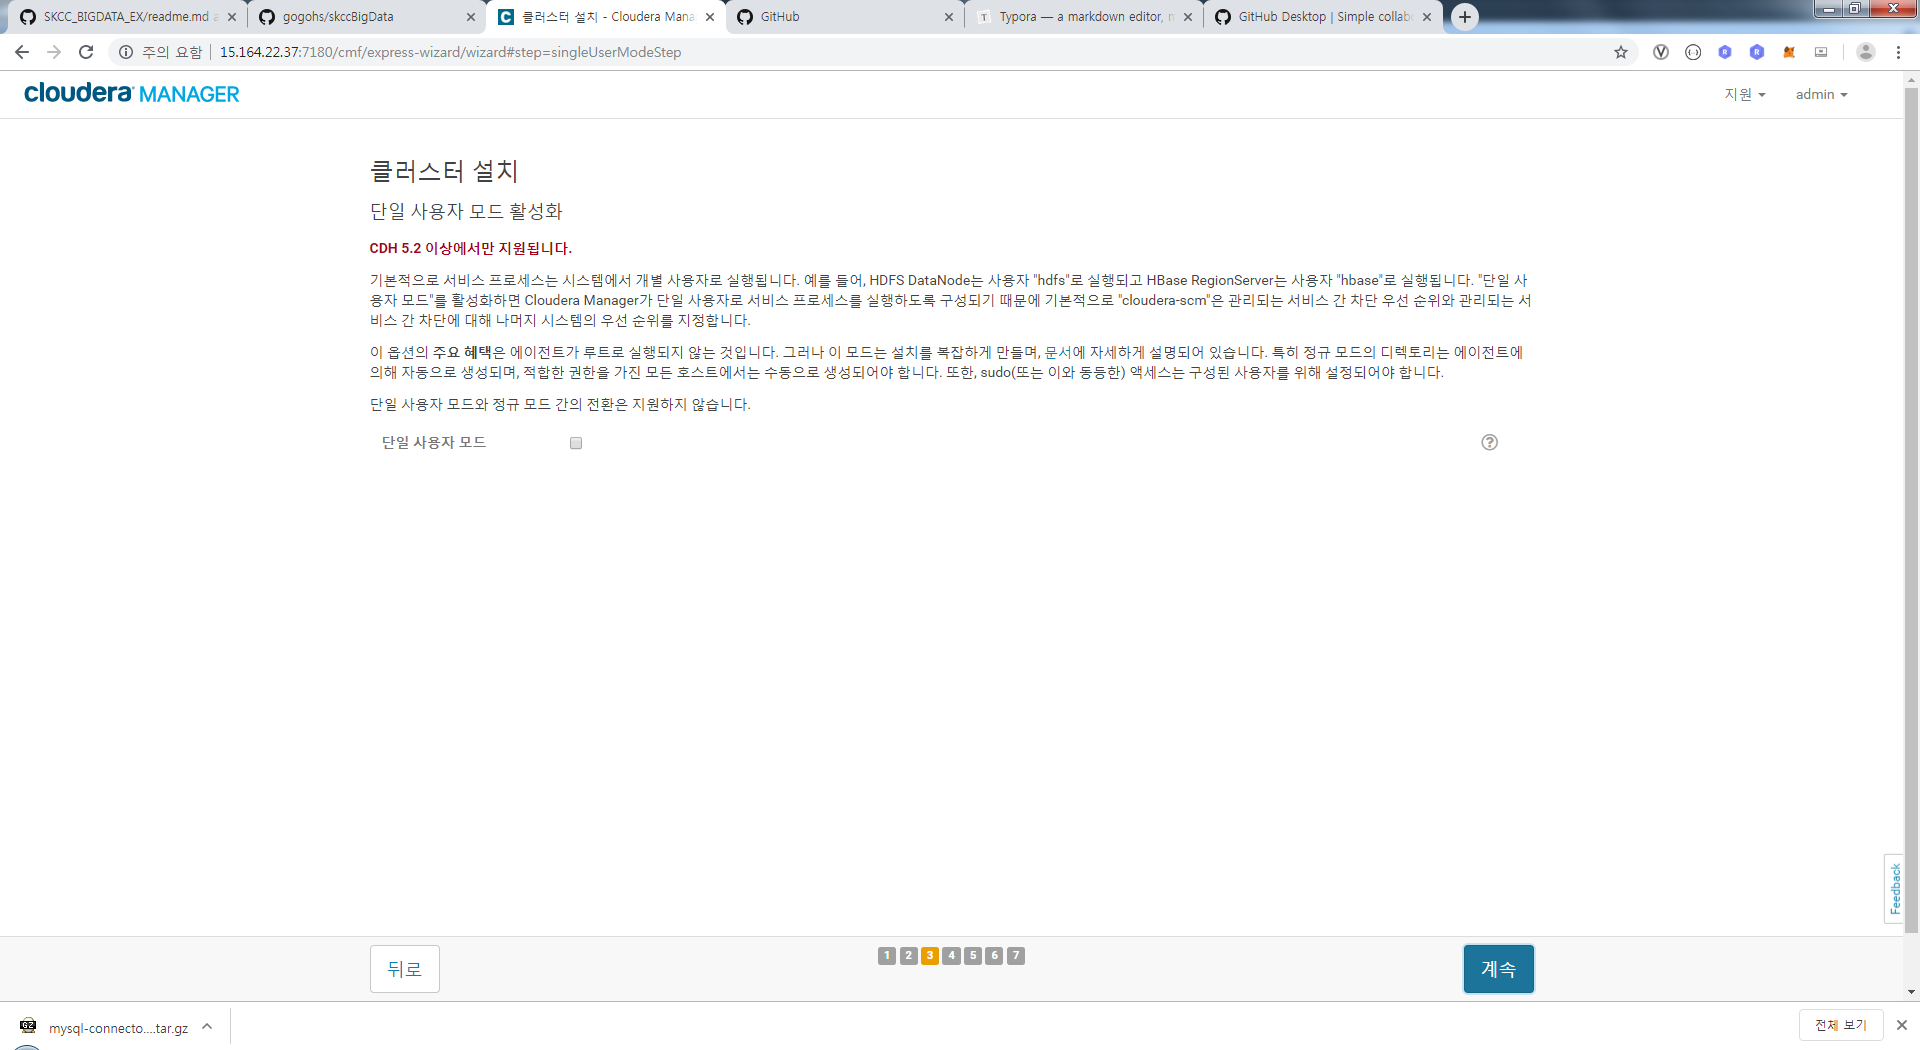 SKCC_BIGDATA_EX/readme.md a
gogohs/skccBigData
클러스터 설치 - Cloudera Mana
GitHub
Typora — a markdown editor, m
GitHub Desktop | Simple collabo
주의 요함
15.164.22.37:7180/cmf/express-wizard/wizard#step=singleUserModeStep
cloudera MANAGER
지원
admin
클러스터 설치
단일 사용자 모드 활성화
CDH 5.2 이상에서만 지원됩니다.
기본적으로 서비스 프로세스는 시스템에서 개별 사용자로 실행됩니다. 예를 들어, HDFS DataNode는 사용자 "hdfs"로 실행되고 HBase RegionServer는 사용자 "hbase"로 실행됩니다. "단일 사
용자 모드"를 활성화하면 Cloudera Manager가 단일 사용자로 서비스 프로세스를 실행하도록 구성되기 때문에 기본적으로 "cloudera-scm"은 관리되는 서비스 간 차단 우선 순위와 관리되는 서
비스 간 차단에 대해 나머지 시스템의 우선 순위를 지정합니다.
이 옵션의 주요 혜택은 에이전트가 루트로 실행되지 않는 것입니다. 그러나 이 모드는 설치를 복잡하게 만들며, 문서에 자세하게 설명되어 있습니다. 특히 정규 모드의 디렉토리는 에이전트에
의해 자동으로 생성되며, 적합한 권한을 가진 모든 호스트에서는 수동으로 생성되어야 합니다. 또한, sudo(또는 이와 동등한) 액세스는 구성된 사용자를 위해 설정되어야 합니다.
단일 사용자 모드와 정규 모드 간의 전환은 지원하지 않습니다.
단일 사용자 모드
Feedback
뒤로
1 2 3 4 5 6 7
계속
mysql-connecto....tar.gz
전체 보기